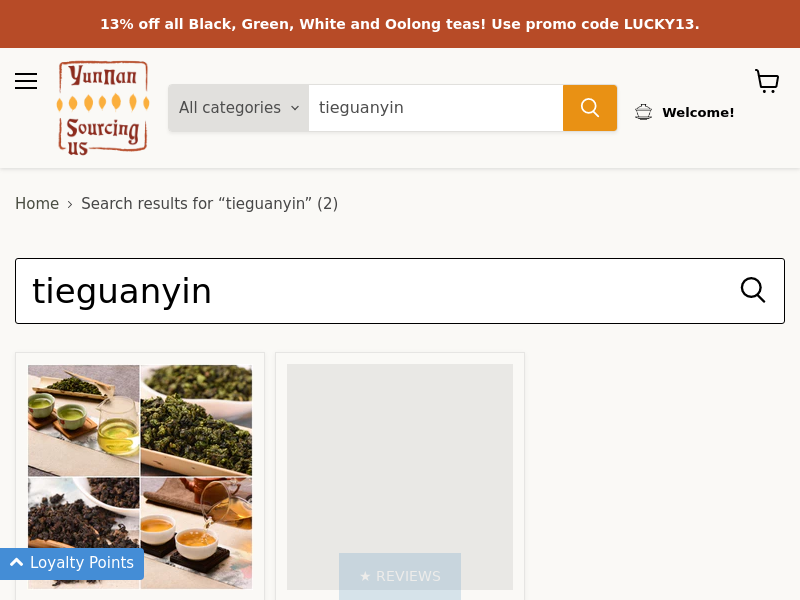 13% off all Black, Green, White and Oolong teas! Use promo code LUCKY13.
Yunnan
Sourcing
US
All categories
tieguanyin
Welcome!
Home › Search results for “tieguanyin” (2)
tieguanyin
Loyalty Points
★ REVIEWS